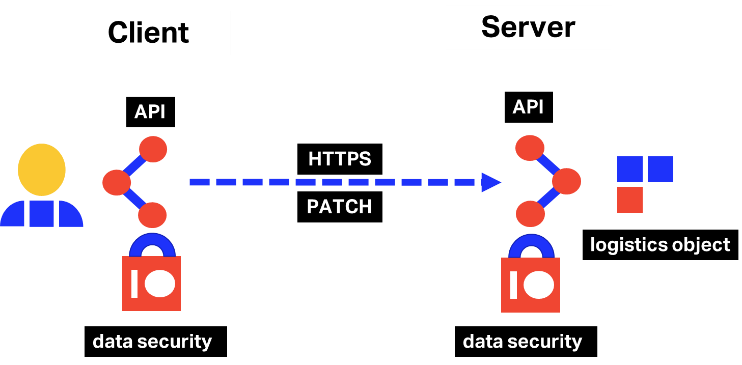 Client
Server
API
API
HTTPS
PATCH
logistics object
data security
data security